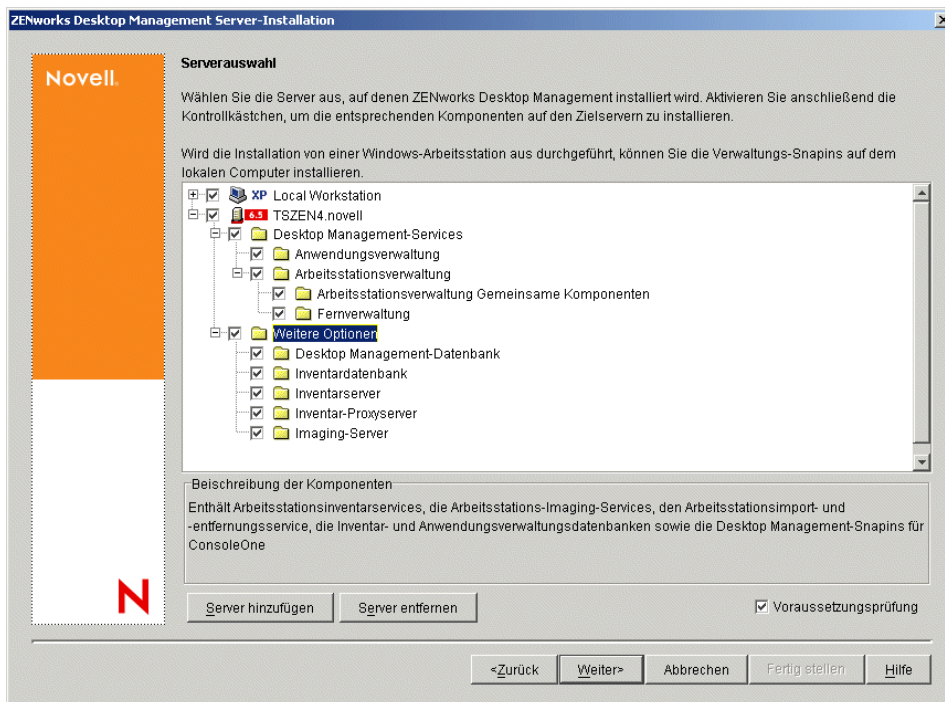 ZENworks Desktop Management Server-Installation
Novell.
Serverauswahl
Wählen Sie die Server aus, auf denen ZENworks Desktop Management installiert wird. Aktivieren Sie anschließend die
Kontrollkästchen, um die entsprechenden Komponenten auf den Zielservern zu installieren.
Wird die Installation von einer Windows-Arbeitsstation aus durchgeführt, können Sie die Verwaltungs-Snapins auf dem
lokalen Computer installieren.
XP Local Workstation
6.5 TSZEN4.novell
Desktop Management-Services
Anwendungsverwaltung
Arbeitsstationsverwaltung
Arbeitsstationsverwaltung Gemeinsame Komponenten
Fernverwaltung
Weitere Optionen
Desktop Management-Datenbank
Inventardatenbank
Inventarserver
Inventar-Proxyserver
Imaging-Server
Beischreibung der Komponenten
Enthält Arbeitsstationsinventarservices, die Arbeitsstations-Imaging-Services, den Arbeitsstationsimport- und
-entfernungsservice, die Inventar- und Anwendungsverwaltungsdatenbanken sowie die Desktop Management-Snapins für
ConsoleOne
N
Server hinzufügen Server entfernen Voraussetzungsprüfung
<Zurück Weiter> Abbrechen Fertig stellen Hilfe